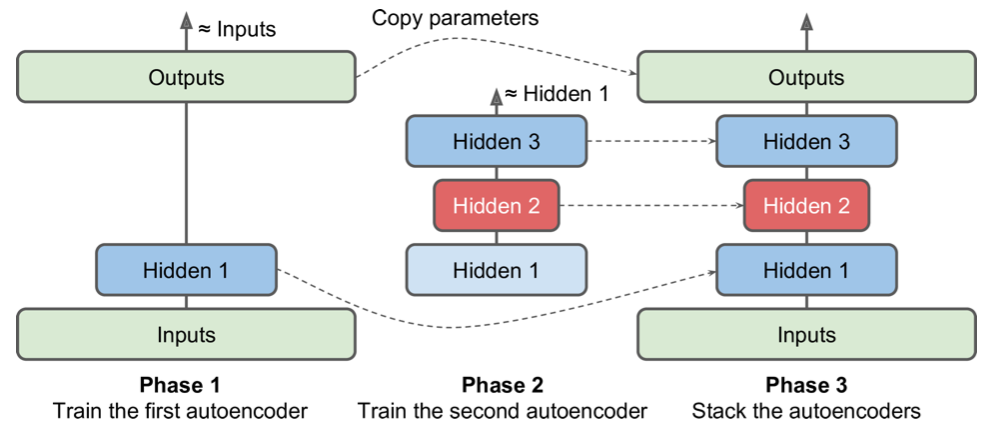 Copy parameters
≈ Inputs
Outputs
Hidden 1
Inputs
Phase 1
Train the first autoencoder
≈ Hidden 1
Hidden 3
Hidden 2
Hidden 1
Phase 2
Train the second autoencoder
Outputs
Hidden 3
Hidden 2
Hidden 1
Inputs
Phase 3
Stack the autoencoders